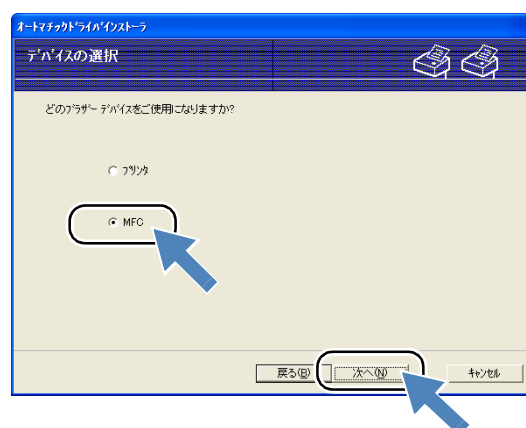 ｵｰﾄﾏﾁｯｸﾄﾞﾗｲﾊﾞｲﾝｽﾄｰﾗ
ﾃﾞﾊﾞｲｽの選択
どのﾌﾞﾗｻﾞｰ ﾃﾞﾊﾞｲｽをご使用になりますか?
ﾌﾟﾘﾝﾀ
MFC
戻る(B)
次へ(N)
ｷｬﾝｾﾙ